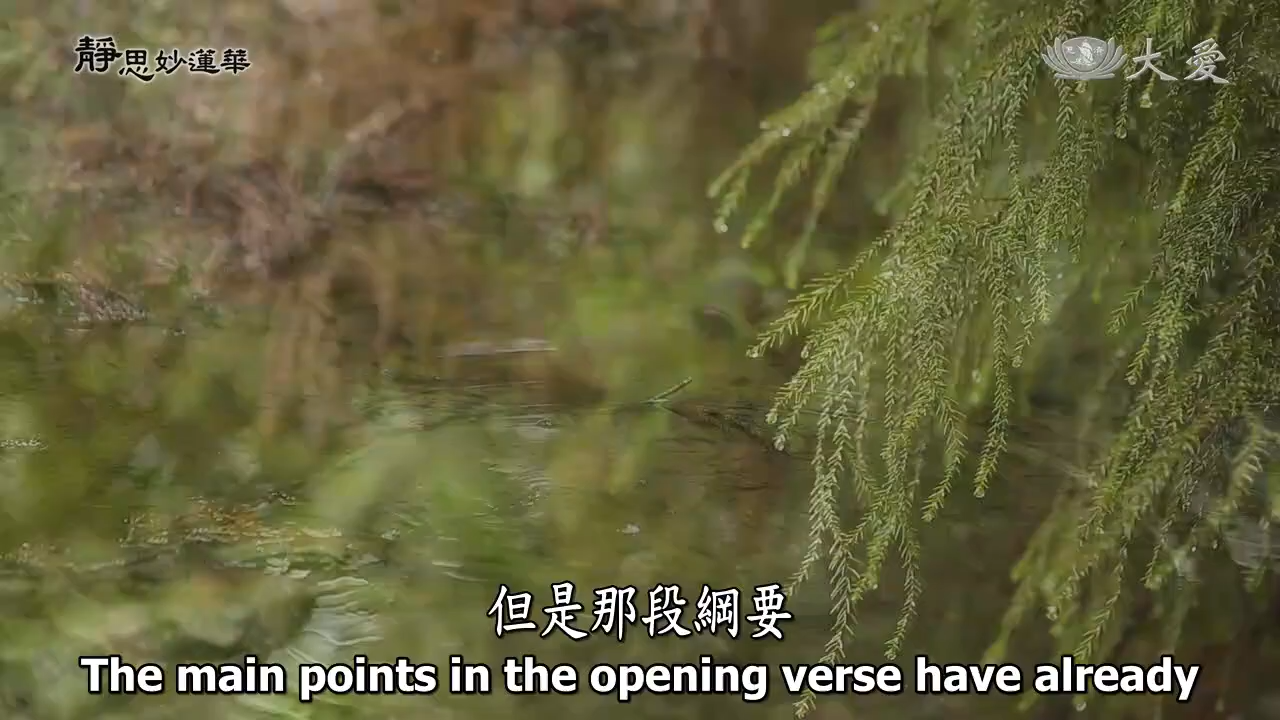 靜思妙蓮華
大愛
但是那段綱要
The main points in the opening verse have already